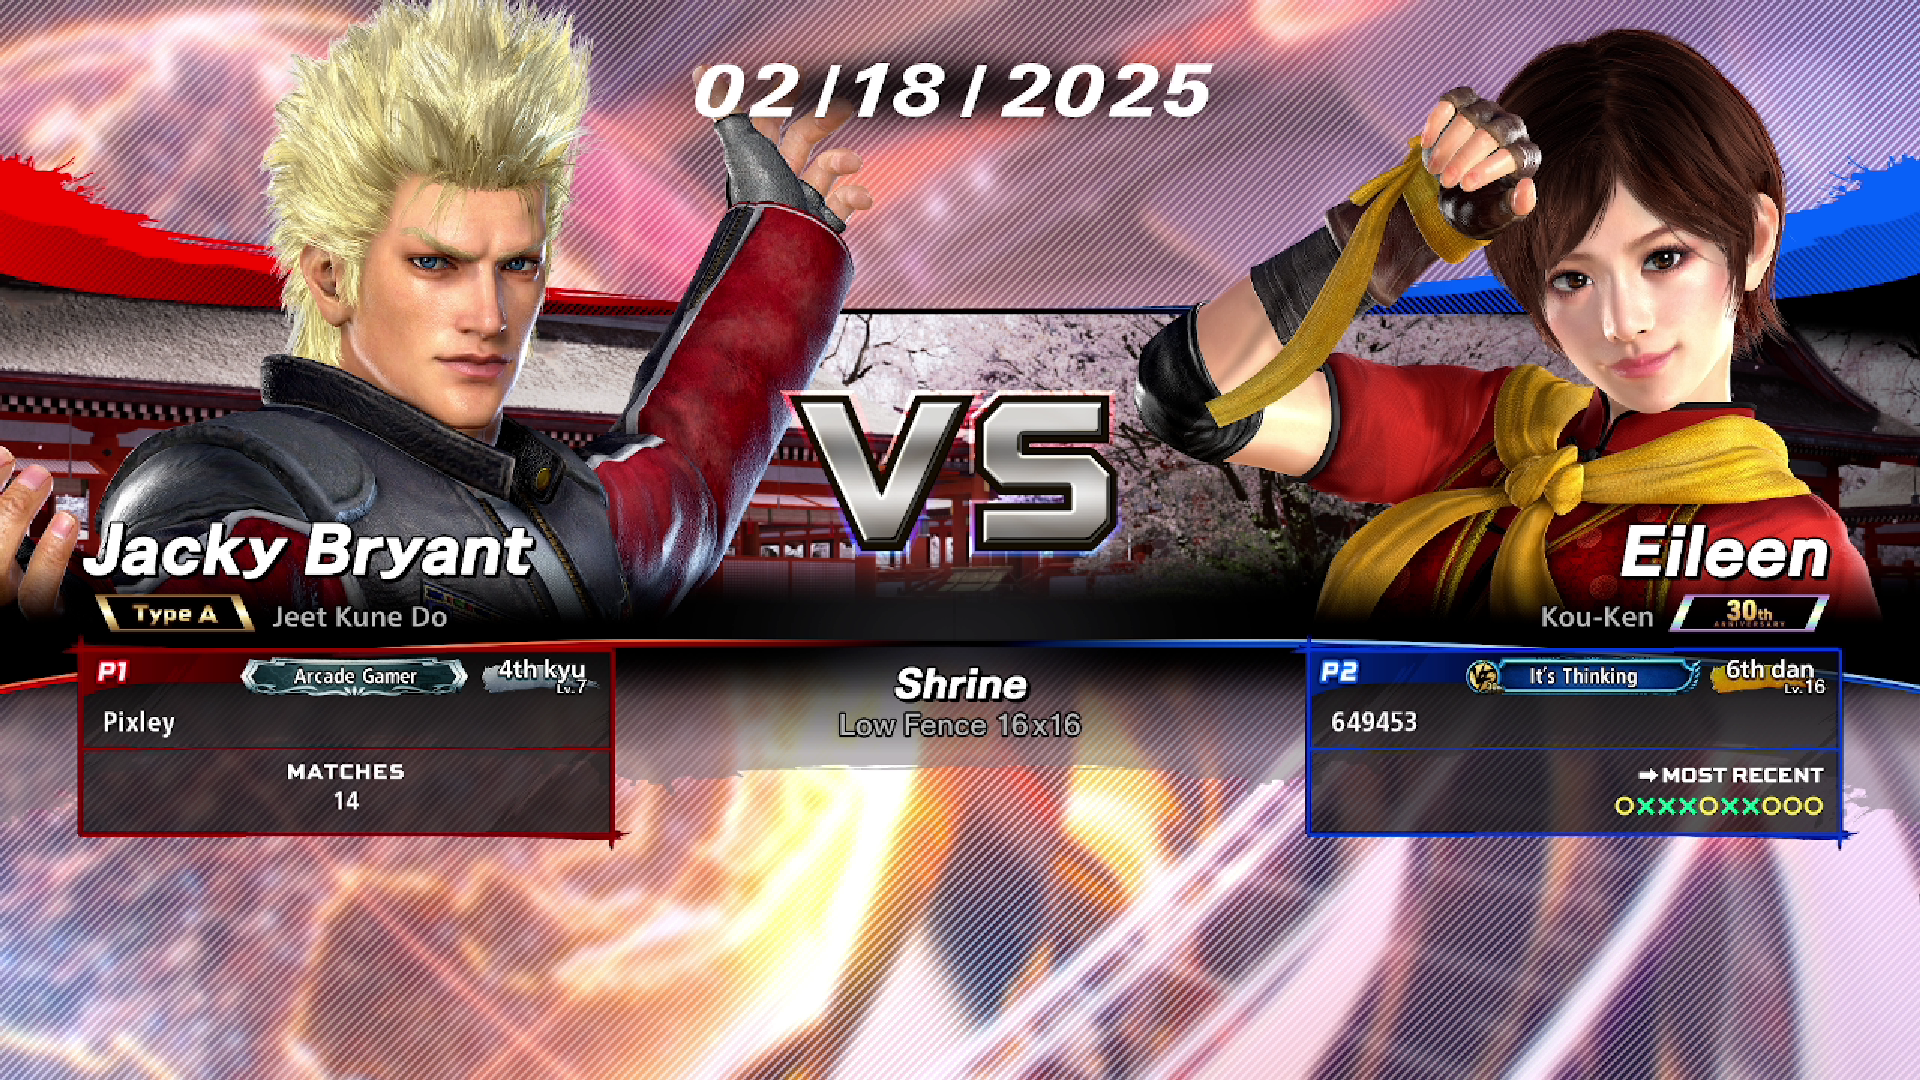 02/18/2025
VS
Jacky Bryant
Type A Jeet Kune Do
Eileen
Kou-Ken 30th
ANNIVERSARY
P1 Arcade Gamer 4th kyu
Lv.7
Pixley
MATCHES
14
Shrine
Low Fence 16x16
P2 It's Thinking 6th dan
Lv.16
649453
➡MOST RECENT
OXXXOXXOOO